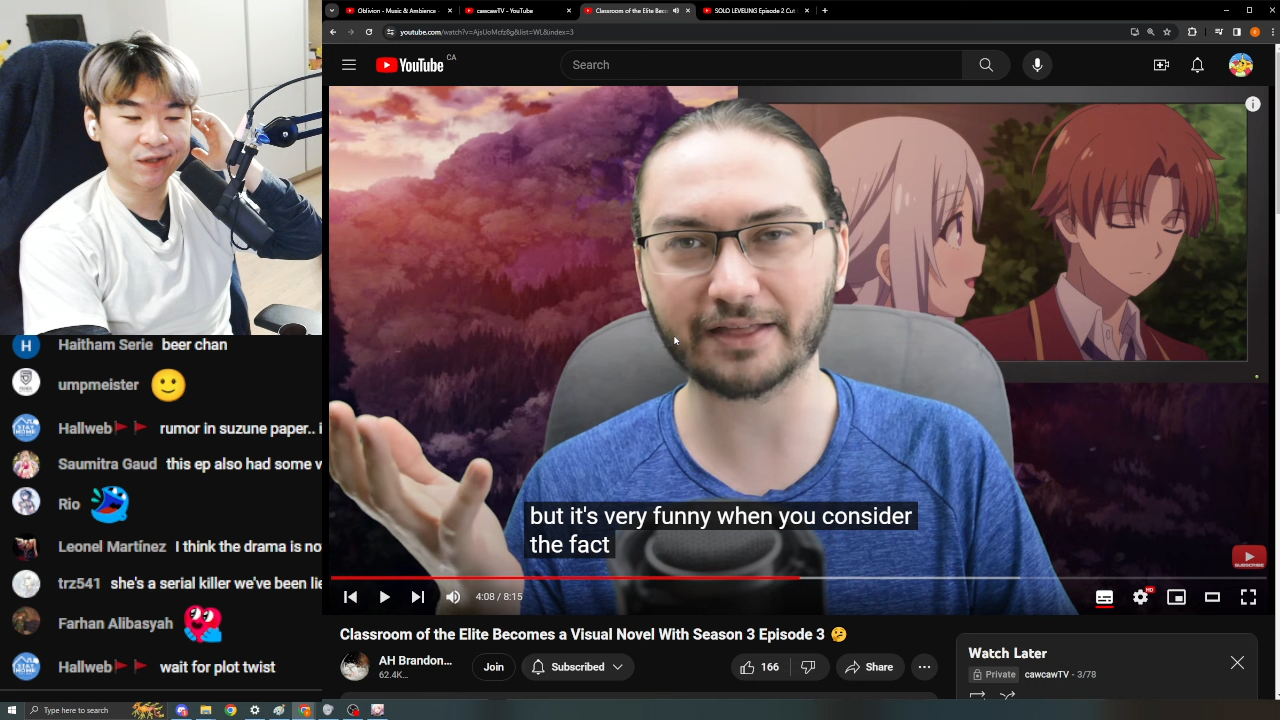 Oblivion - Music & Ambience -
cawcawTV - YouTube
Classroom of the Elite Beco
SOLO LEVELING Episode 2 Cut
youtube.com/watch?v=AjsUoMcfz8g&list=WL&index=3
YouTube CA
Search
Haitham Serie beer chan
umpmeister
Hallweb rumor in suzune paper.. i
Saumitra Gaud this ep also had some v
Rio
Leonel Martínez I think the drama is no
trz541 she's a serial killer we've been lie
Farhan Alibasyah
Hallweb wait for plot twist
but it's very funny when you consider
the fact
SUBSCRIBE
4:08 / 8:15
HD
Classroom of the Elite Becomes a Visual Novel With Season 3 Episode 3
AH Brandon...
62.4K...
Join
Subscribed
166
Share
Watch Later
Private cawcawTV - 3/78
Type here to search